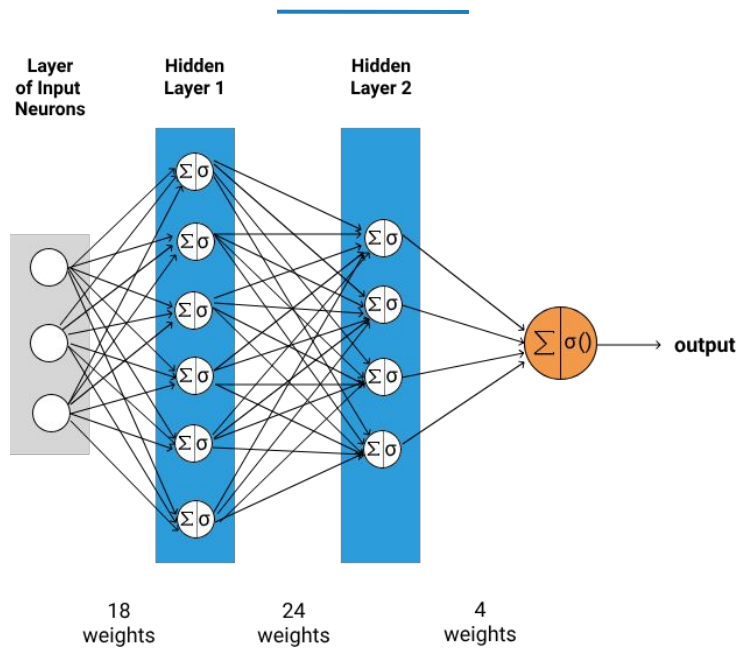 Layer
of Input
Neurons
Hidden
Layer 1
Hidden
Layer 2
Σ σ
Σ σ
Σ σ
Σ σ
Σ σ
Σ σ
Σ σ
Σ σ
Σ σ
Σ σ
Σ σ()
output
18
weights
24
weights
4
weights